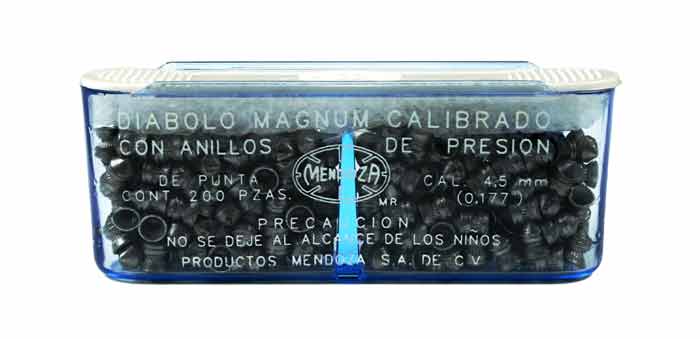 DIABOLO MAGNUM CALIBRADO
CON ANILLOS DE PRESION
MENDOZA
MR.
DE PUNTA
CONT. 200 PZAS.
CAL. 4,5 mm
(0.177")
PRECAUCION
NO SE DEJE AL ALCANCE DE LOS NIÑOS
PRODUCTOS MENDOZA S.A. DE C.V.